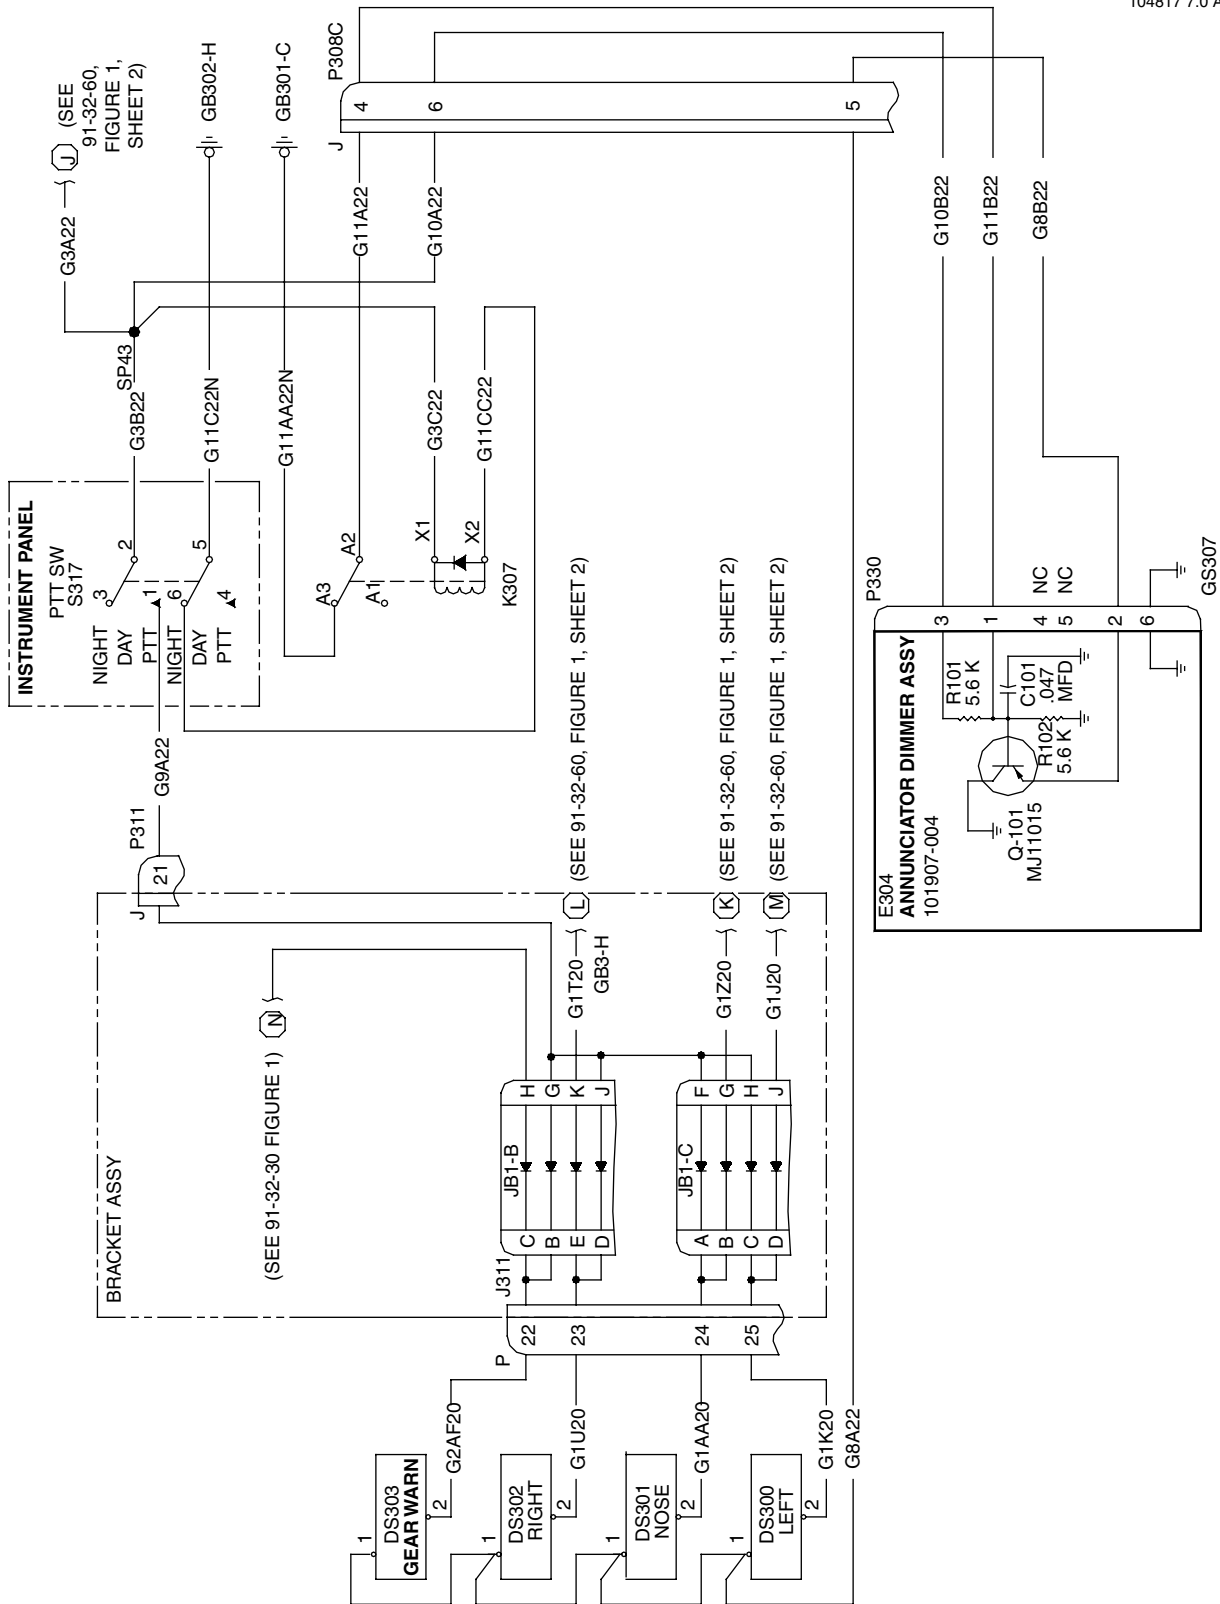 104817 7.0 A
G3A22
J
(SEE
91-32-60,
FIGURE 1,
SHEET 2)
GB302-H
GB301-C
P308C
J
4
6
5
G11A22
G10A22
SP43
G3B22
G11C22N
G11AA22N
G3C22
G11CC22
G10B22
G11B22
G8B22
INSTRUMENT PANEL
PTT SW
S317
NIGHT
DAY
PTT
NIGHT
DAY
PTT
3
1
6
4
2
5
A3
A2
A1
X1
X2
K307
G9A22
P311
J
21
BRACKET ASSY
(SEE 91-32-30 FIGURE 1)
N
G1T20
L
(SEE 91-32-60, FIGURE 1, SHEET 2)
GB3-H
G1Z20
K
(SEE 91-32-60, FIGURE 1, SHEET 2)
G1J20
M
(SEE 91-32-60, FIGURE 1, SHEET 2)
JB1-B
H
G
K
J
C
B
E
D
JB1-C
F
G
H
J
A
B
C
D
J311
P
22
23
24
25
G2AF20
G1U20
G1AA20
G1K20
G8A22
1
DS303
GEAR WARN
2
1
DS302
RIGHT
2
1
DS301
NOSE
2
1
DS300
LEFT
2
P330
3
1
4
5
2
6
NC
NC
GS307
E304
ANNUNCIATOR DIMMER ASSY
101907-004
R101
5.6 K
C101
.047
MFD
R102
5.6 K
Q-101
MJ11015